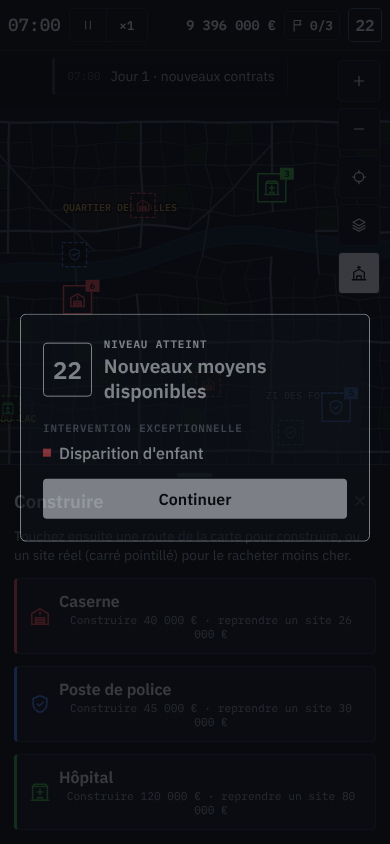 07:00
×1
9 396 000 €
0/3
22
07:00 Jour 1 · nouveaux contrats
3
6
NIVEAU ATTEINT
22
Nouveaux moyens
disponibles
INTERVENTION EXCEPTIONNELLE
Disparition d'enfant
Continuer
Construire
Touchez ensuite une route de la carte pour construire, ou
un site réel (carré pointillé) pour le racheter moins cher.
Caserne
Construire 40 000 € · reprendre un site 26
000 €
Poste de police
Construire 45 000 € · reprendre un site 30
000 €
Hôpital
Construire 120 000 € · reprendre un site 80
000 €